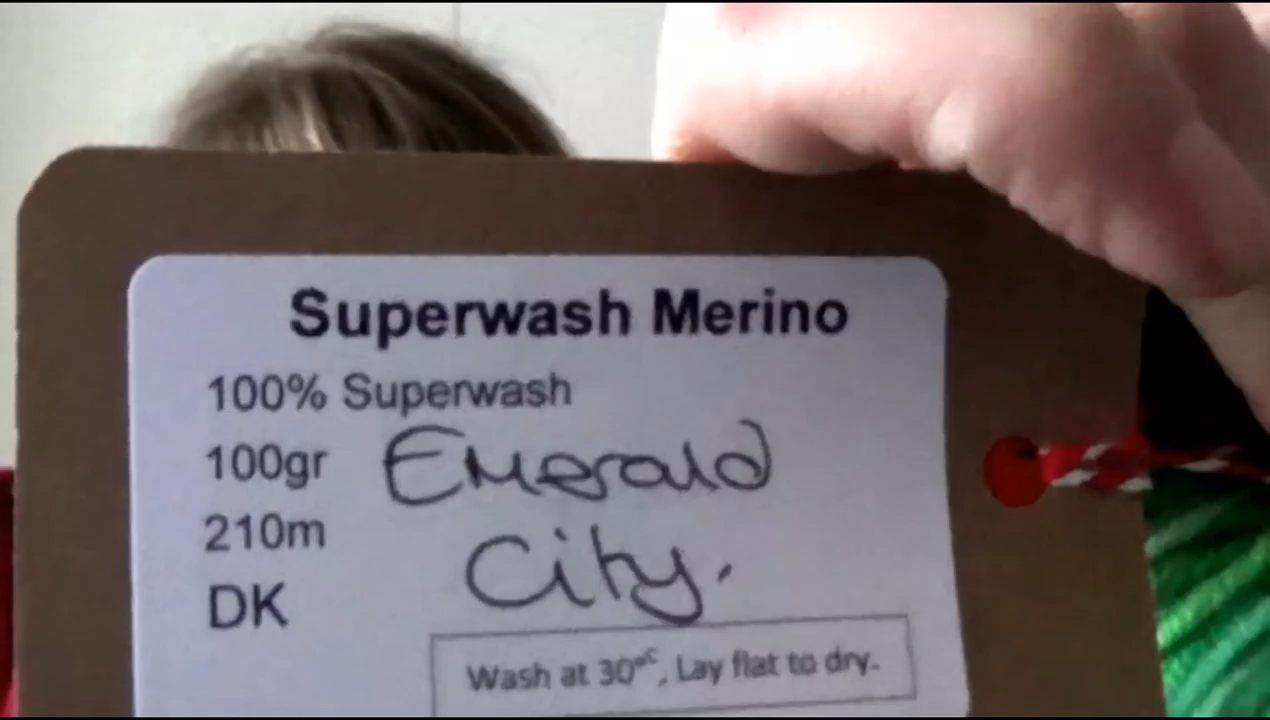 Superwash Merino
100% Superwash
100gr
Emerald
210m
City.
DK
Wash at 30°C, Lay flat to dry.